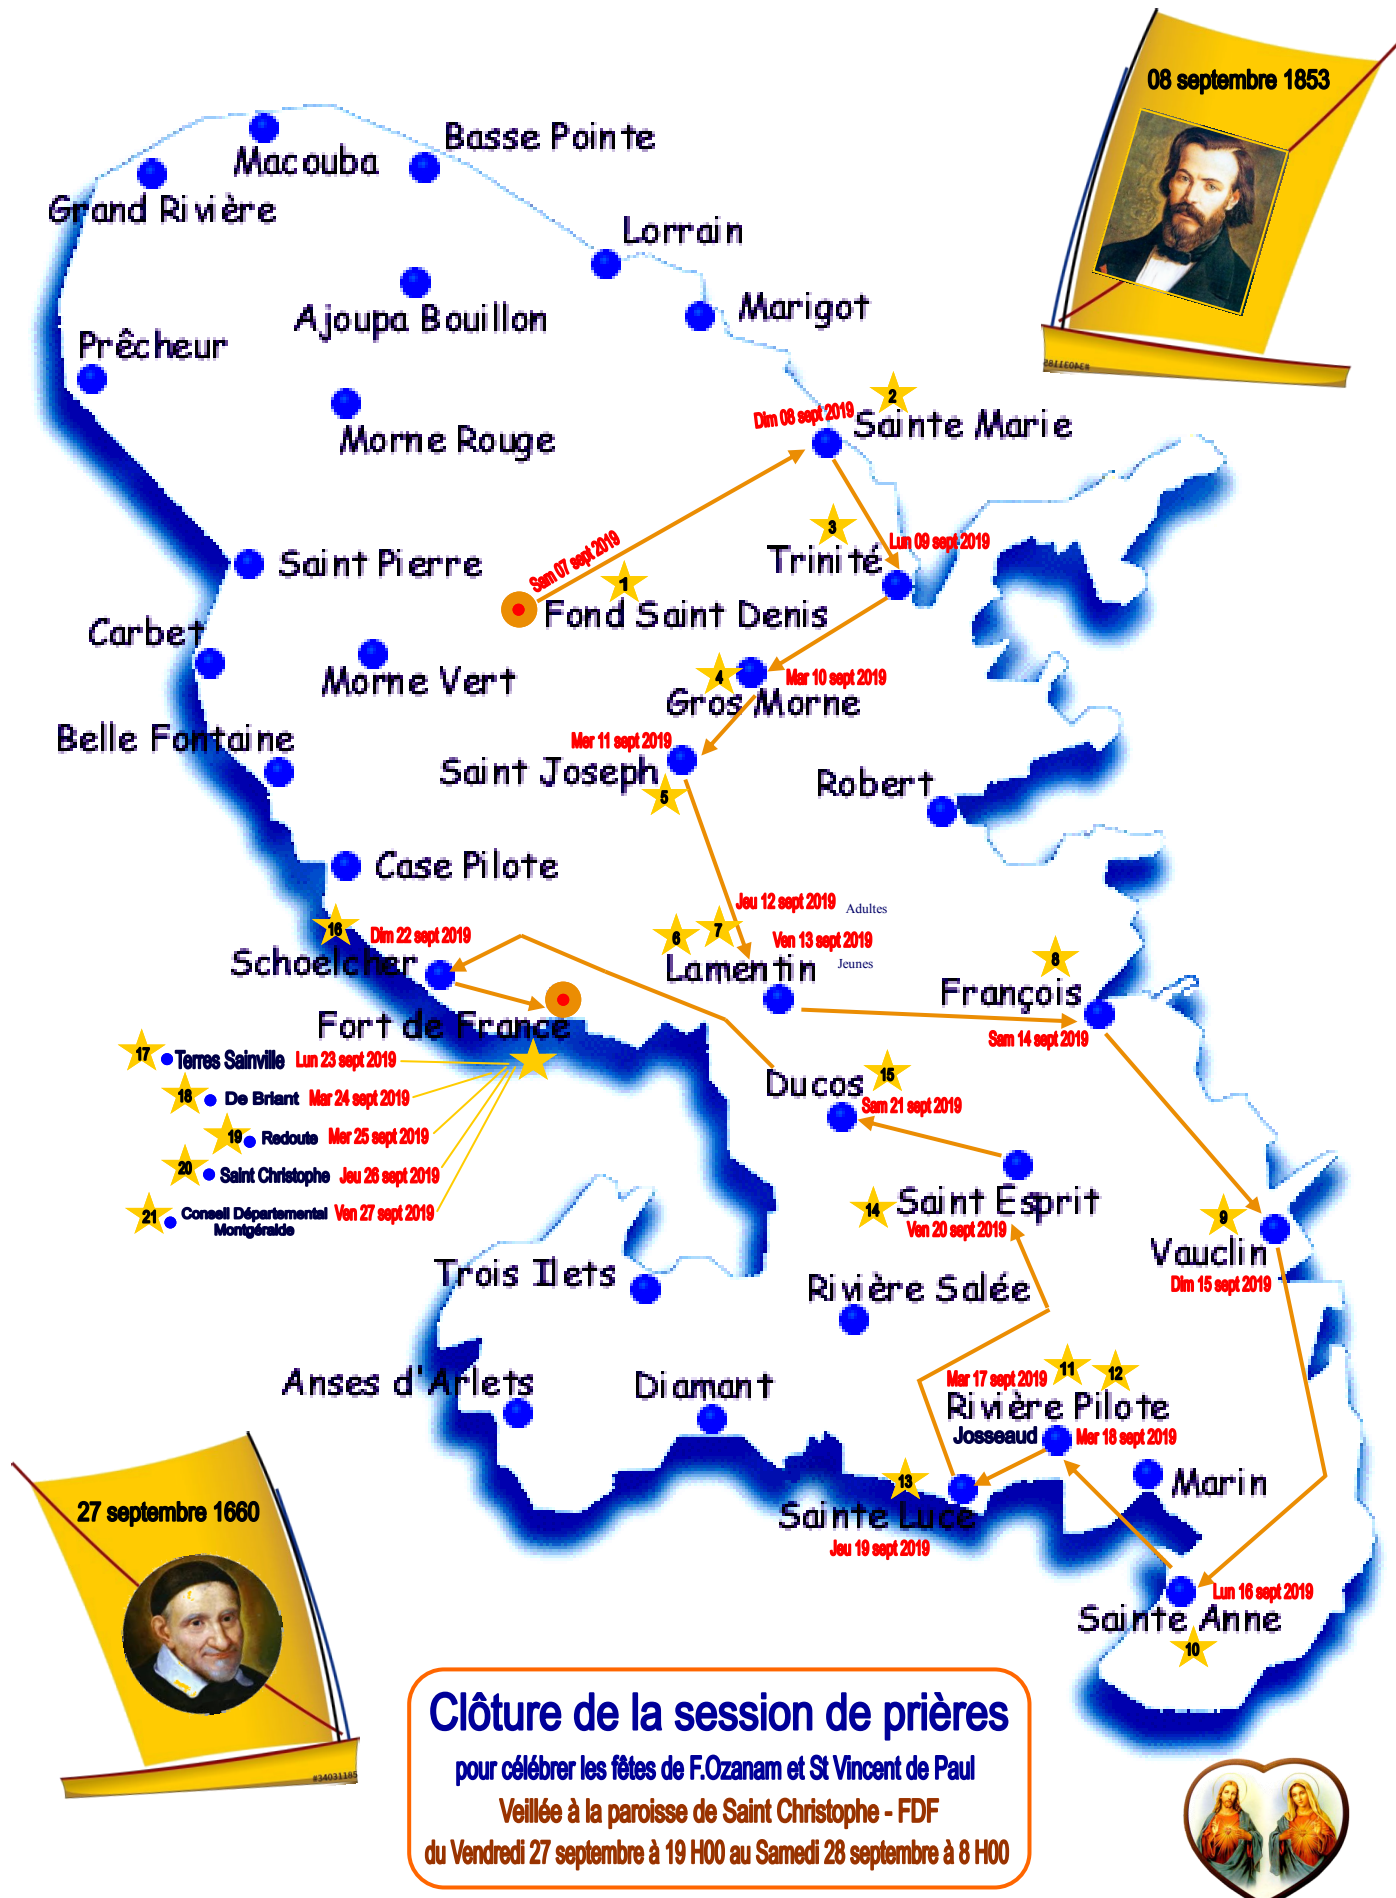 08 septembre 1853
#34031185
Macouba
Basse Pointe
Grand Rivière
Lorrain
Ajoupa Bouillon
Marigot
Prêcheur
2
Dim 08 sept 2019
Sainte Marie
Morne Rouge
3
Lun 09 sept 2019
Trinité
Saint Pierre
Sam 07 sept 2019
1
Fond Saint Denis
Carbet
Morne Vert
4
Mar 10 sept 2019
Gros Morne
Belle Fontaine
Mer 11 sept 2019
Saint Joseph
5
Robert
Case Pilote
Jeu 12 sept 2019
Adultes
16
Dim 22 sept 2019
6
7
Ven 13 sept 2019
Jeunes
8
Schoelcher
Lamentin
François
Fort de France
Sam 14 sept 2019
17
Terres Sainville
Lun 23 sept 2019
18
De Briant
Mar 24 sept 2019
19
Redoute
Mer 25 sept 2019
20
Saint Christophe
Jeu 26 sept 2019
21
Conseil Départemental
Montgéralde
Ven 27 sept 2019
Ducos
15
Sam 21 sept 2019
14
Saint Esprit
Ven 20 sept 2019
9
Vauclin
Dim 15 sept 2019
Trois Ilets
Rivière Salée
Anses d'Arlets
Diamant
Mar 17 sept 2019
11
12
Rivière Pilote
Josseaud
Mer 18 sept 2019
Marin
13
Sainte Luce
Jeu 19 sept 2019
Lun 16 sept 2019
Sainte Anne
10
27 septembre 1660
#34031185
Clôture de la session de prières
pour célébrer les fêtes de F.Ozanam et St Vincent de Paul
Veillée à la paroisse de Saint Christophe - FDF
du Vendredi 27 septembre à 19 H00 au Samedi 28 septembre à 8 H00